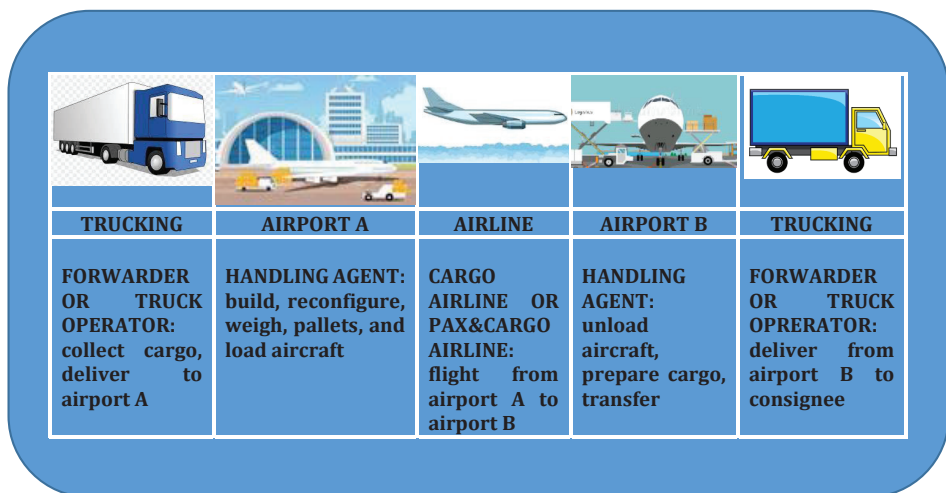 Logistics
TRUCKING
AIRPORT A
AIRLINE
AIRPORT B
TRUCKING
FORWARDER
OR TRUCK
OPERATOR:
collect cargo,
deliver to
airport A
HANDLING AGENT:
build, reconfigure,
weigh, pallets, and
load aircraft
CARGO
AIRLINE OR
PAX&CARGO
AIRLINE:
flight from
airport A to
airport B
HANDLING
AGENT:
unload
aircraft,
prepare cargo,
transfer
FORWARDER
OR TRUCK
OPRERATOR:
deliver from
airport B to
consignee